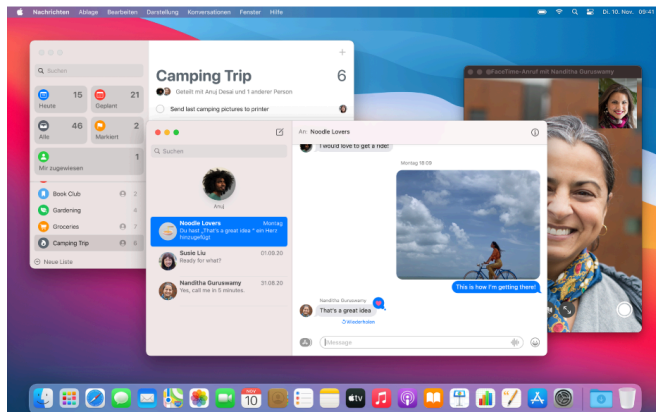 Nachrichten Ablage Bearbeiten Darstellung Konversationen Fenster Hilfe
Di. 10. Nov. 09:41
Suchen
15
Heute
21
Geplant
46
Alle
2
Markiert
1
Mir zugewiesen
Book Club 2
Gardening 4
Groceries 7
Camping Trip 6
Neue Liste
Camping Trip 6
Geteilt mit Anuj Desai und 1 anderer Person
Send last camping pictures to printer
FaceTime-Anruf mit Nanditha Guruswamy
Suchen
Anuj
Noodle Lovers Montag
Du hast „That's a great idea “ ein Herz
hinzugefügt
Susie Liu 01.09.20
Ready for what?
Nanditha Guruswamy 31.08.20
Yes, call me in 5 minutes.
An Noodle Lovers
I would love to get a ride!
Montag 18:09
This is how I'm getting there!
Nanditha Guruswamy
That's a great idea
Wiederholen
iMessage
NOV
10
tv